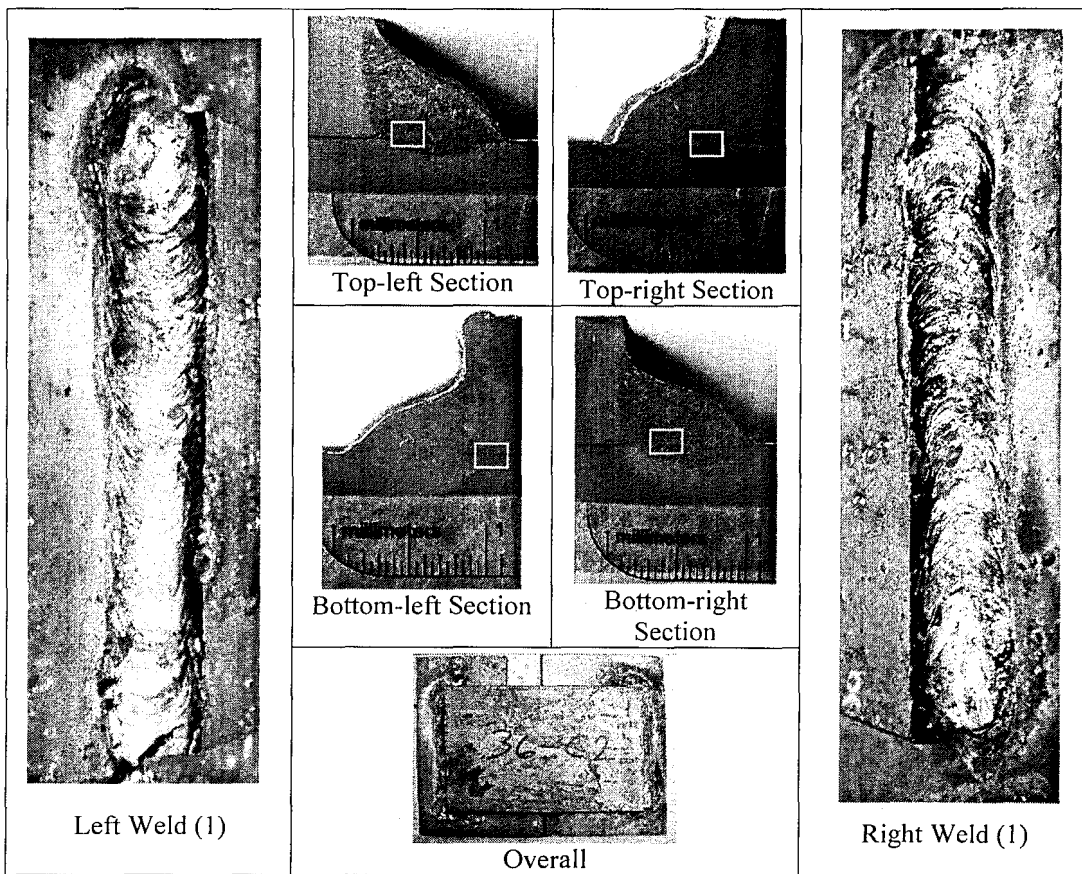 Top-left Section
Top-right Section
millimeters
Bottom-left Section
Bottom-right
Section
Left Weld (1)
Overall
Right Weld (1)